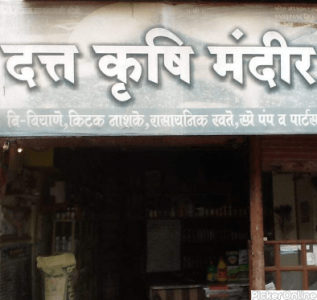 दत्त कृषि मंदीर
बि-बियाणे,किटक नाशके,रासायनिक खते,स्प्रे पंप व पार्टस